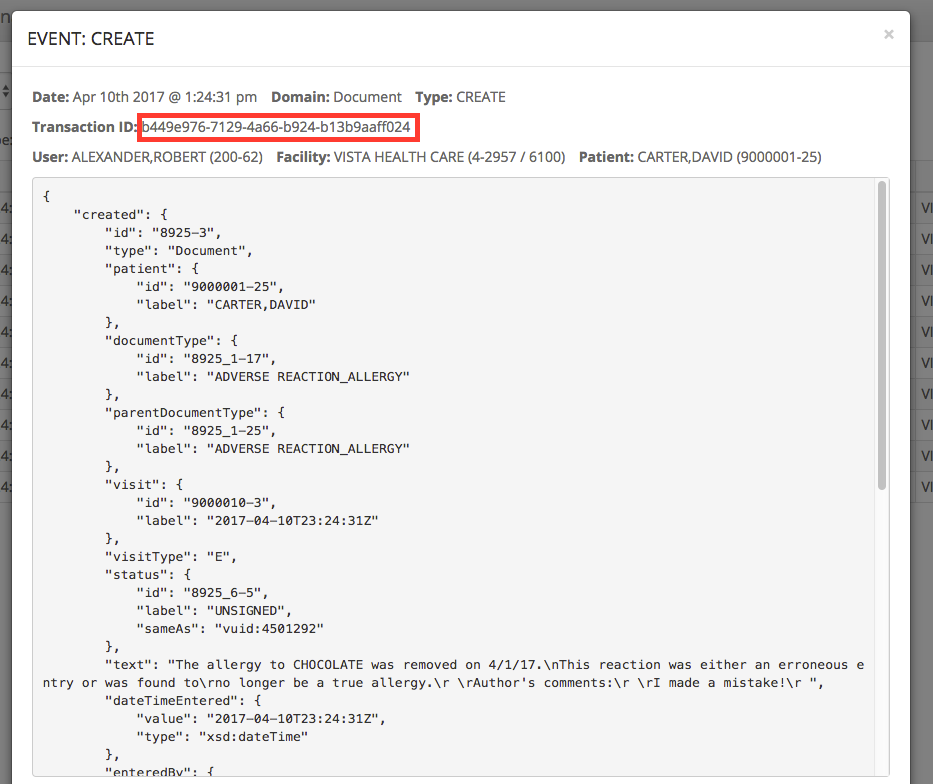 EVENT: CREATE ×
Date: Apr 10th 2017 @ 1:24:31 pm Domain: Document Type: CREATE
Transaction ID: b449e976-7129-4a66-b924-b13b9aaff024
User: ALEXANDER,ROBERT (200-62) Facility: VISTA HEALTH CARE (4-2957 / 6100) Patient: CARTER,DAVID (9000001-25)
{
    "created": {
        "id": "8925-3",
        "type": "Document",
        "patient": {
            "id": "9000001-25",
            "label": "CARTER,DAVID"
        },
        "documentType": {
            "id": "8925_1-17",
            "label": "ADVERSE REACTION_ALLERGY"
        },
        "parentDocumentType": {
            "id": "8925_1-25",
            "label": "ADVERSE REACTION_ALLERGY"
        },
        "visit": {
            "id": "9000010-3",
            "label": "2017-04-10T23:24:31Z"
        },
        "visitType": "E",
        "status": {
            "id": "8925_6-5",
            "label": "UNSIGNED",
            "sameAs": "vuid:4501292"
        },
        "text": "The allergy to CHOCOLATE was removed on 4/1/17.\nThis reaction was either an erroneous e
ntry or was found to\rno longer be a true allergy.\r \rAuthor's comments:\r \rI made a mistake!\r ",
        "dateTimeEntered": {
            "value": "2017-04-10T23:24:31Z",
            "type": "xsd:dateTime"
        },
        "enteredBy": {